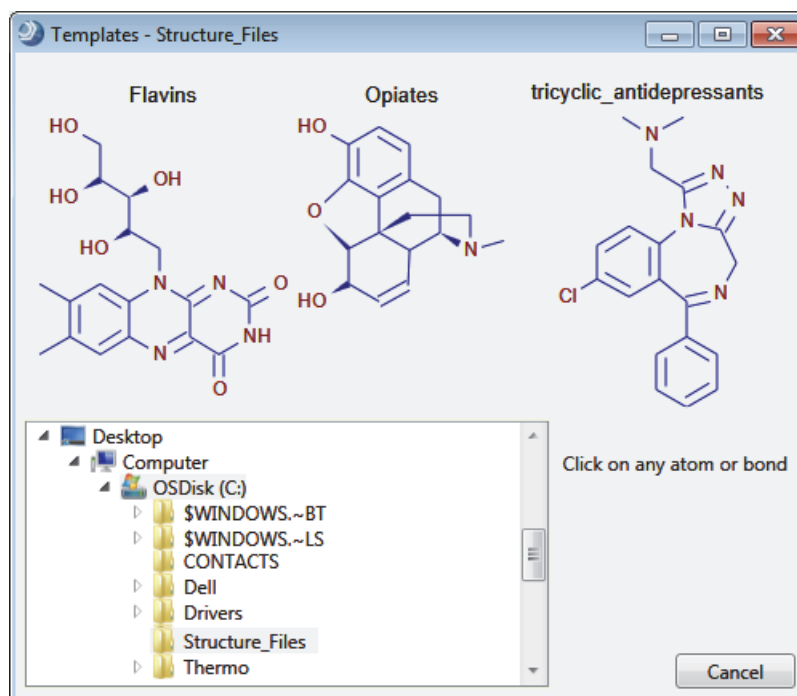 Templates - Structure_Files
Flavins
Opiates
tricyclic_antidepressants
HO
HO
OH
HO
N
N
O
N
NH
O
HO
O
N
HO
N
N
N
N
Cl
N
Desktop
Computer
OSDisk (C:)
$WINDOWS.~BT
$WINDOWS.~LS
CONTACTS
Dell
Drivers
Structure_Files
Thermo
Click on any atom or bond
Cancel